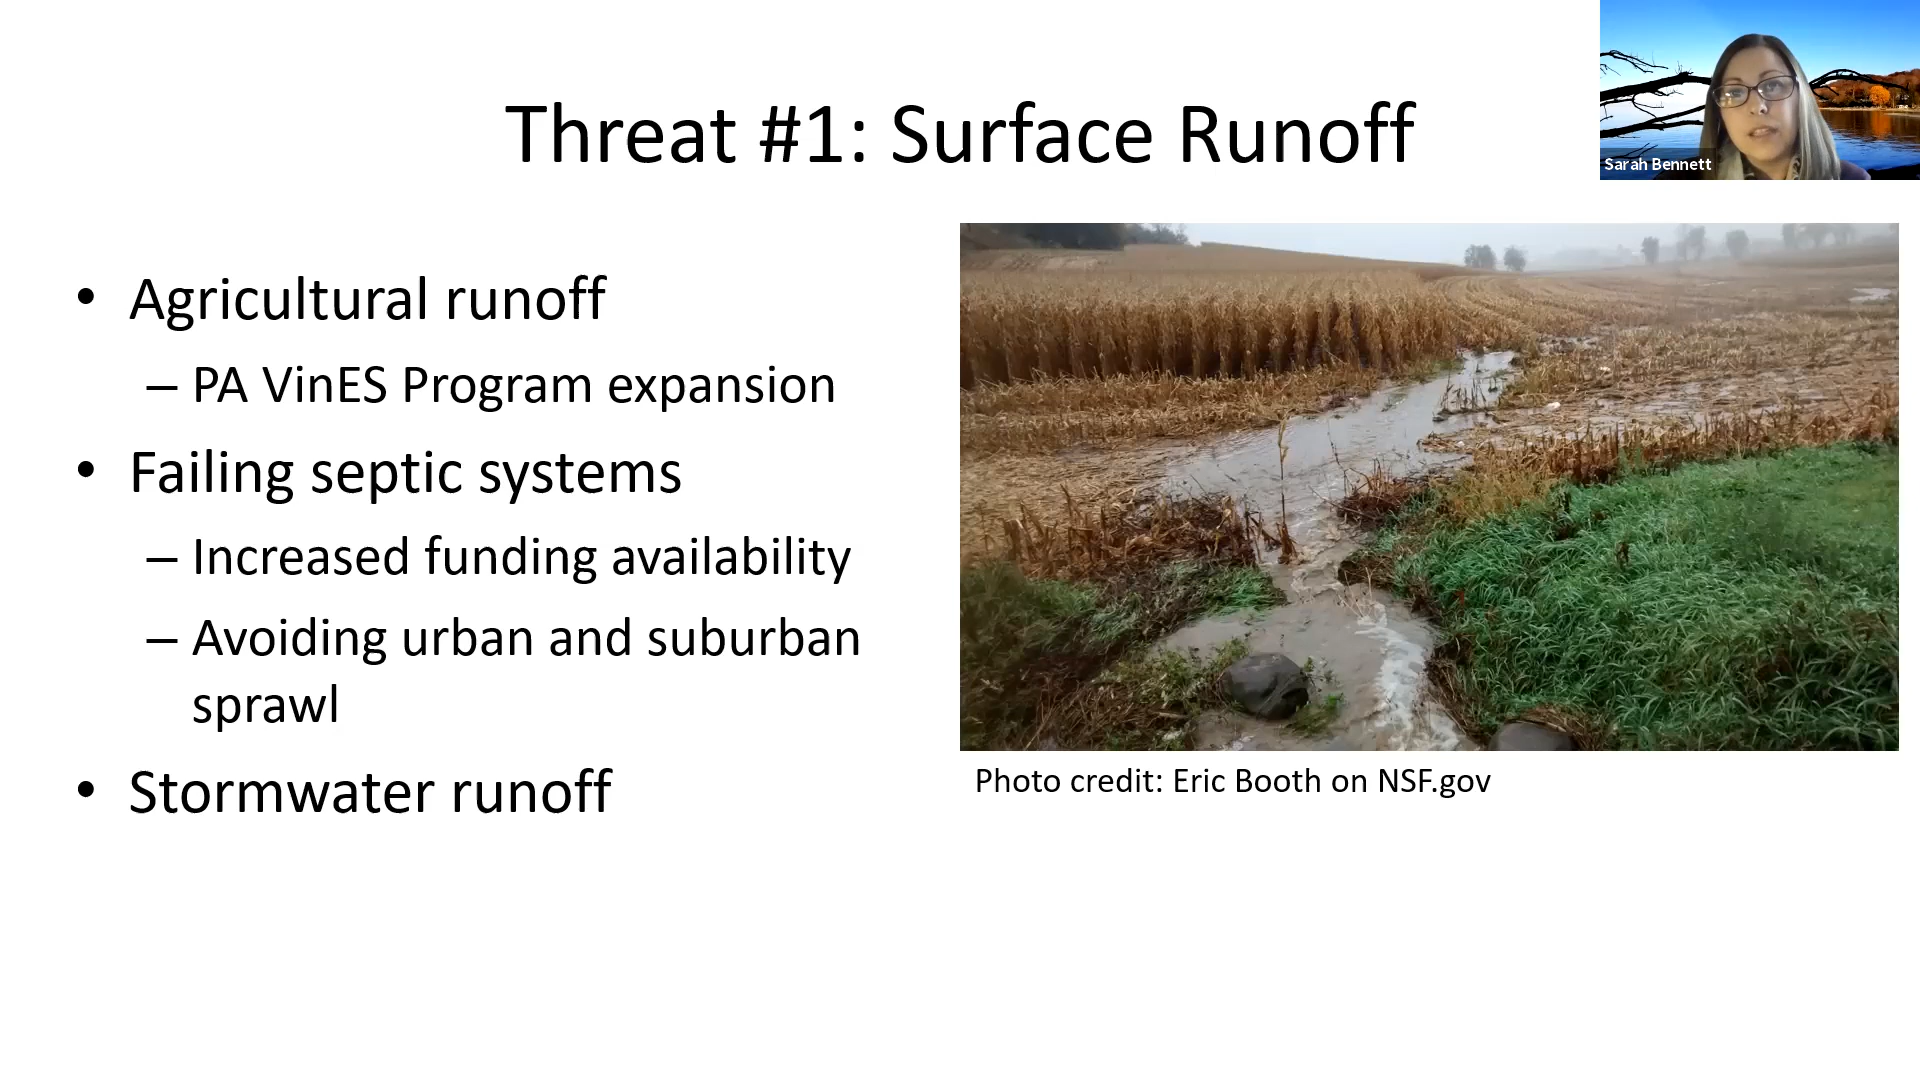 Threat #1: Surface Runoff
Sarah Bennett
• Agricultural runoff
– PA VinES Program expansion
• Failing septic systems
– Increased funding availability
– Avoiding urban and suburban
sprawl
• Stormwater runoff
Photo credit: Eric Booth on NSF.gov